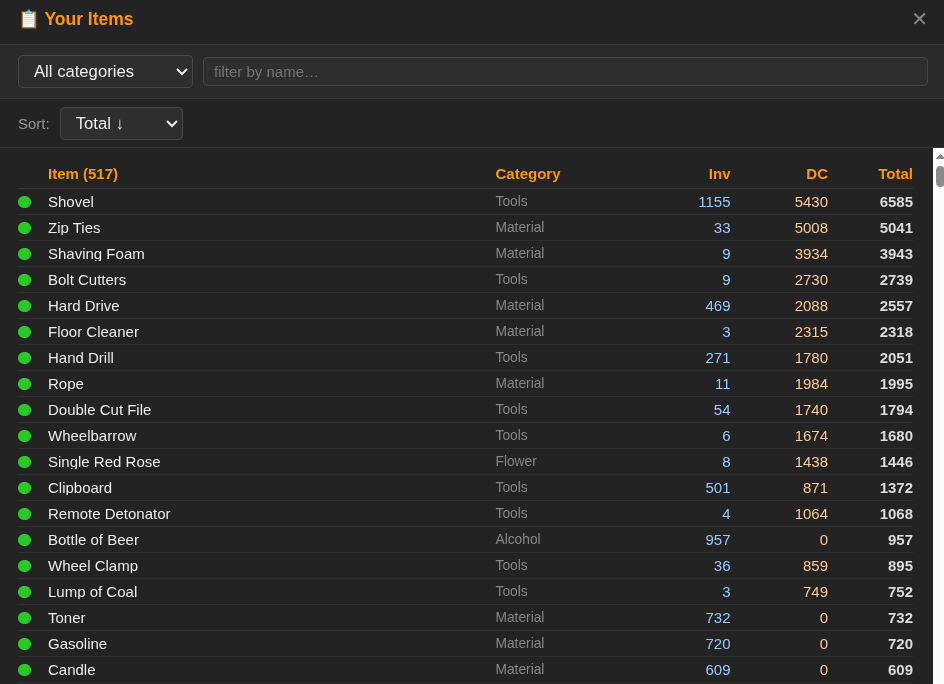 📋 Your Items ✕
All categories filter by name…
Sort: Total ↓
Item (517) Category Inv DC Total
Shovel Tools 1155 5430 6585
Zip Ties Material 33 5008 5041
Shaving Foam Material 9 3934 3943
Bolt Cutters Tools 9 2730 2739
Hard Drive Material 469 2088 2557
Floor Cleaner Material 3 2315 2318
Hand Drill Tools 271 1780 2051
Rope Material 11 1984 1995
Double Cut File Tools 54 1740 1794
Wheelbarrow Tools 6 1674 1680
Single Red Rose Flower 8 1438 1446
Clipboard Tools 501 871 1372
Remote Detonator Tools 4 1064 1068
Bottle of Beer Alcohol 957 0 957
Wheel Clamp Tools 36 859 895
Lump of Coal Tools 3 749 752
Toner Material 732 0 732
Gasoline Material 720 0 720
Candle Material 609 0 609